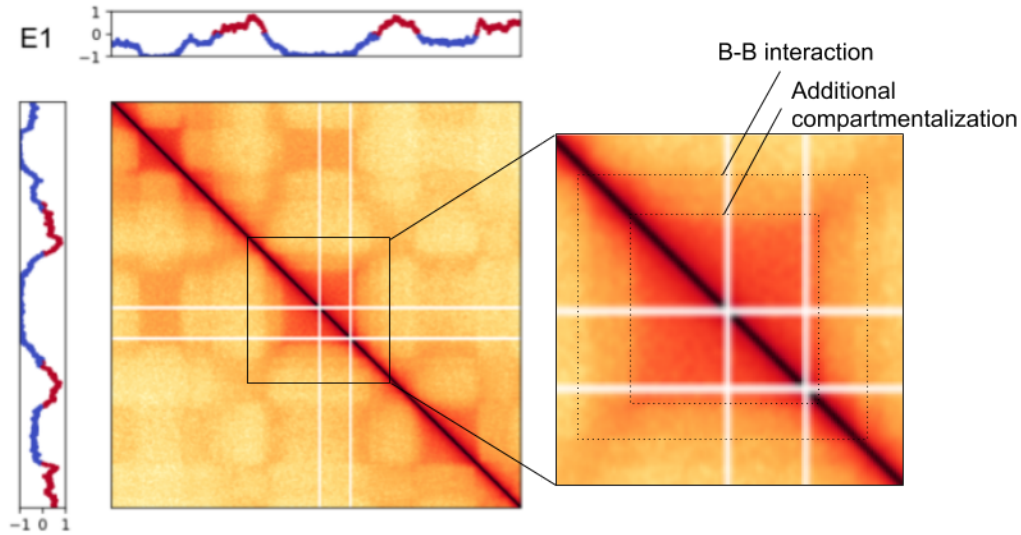 E1
1
0
−1
B-B interaction
Additional
compartmentalization
−1 0 1